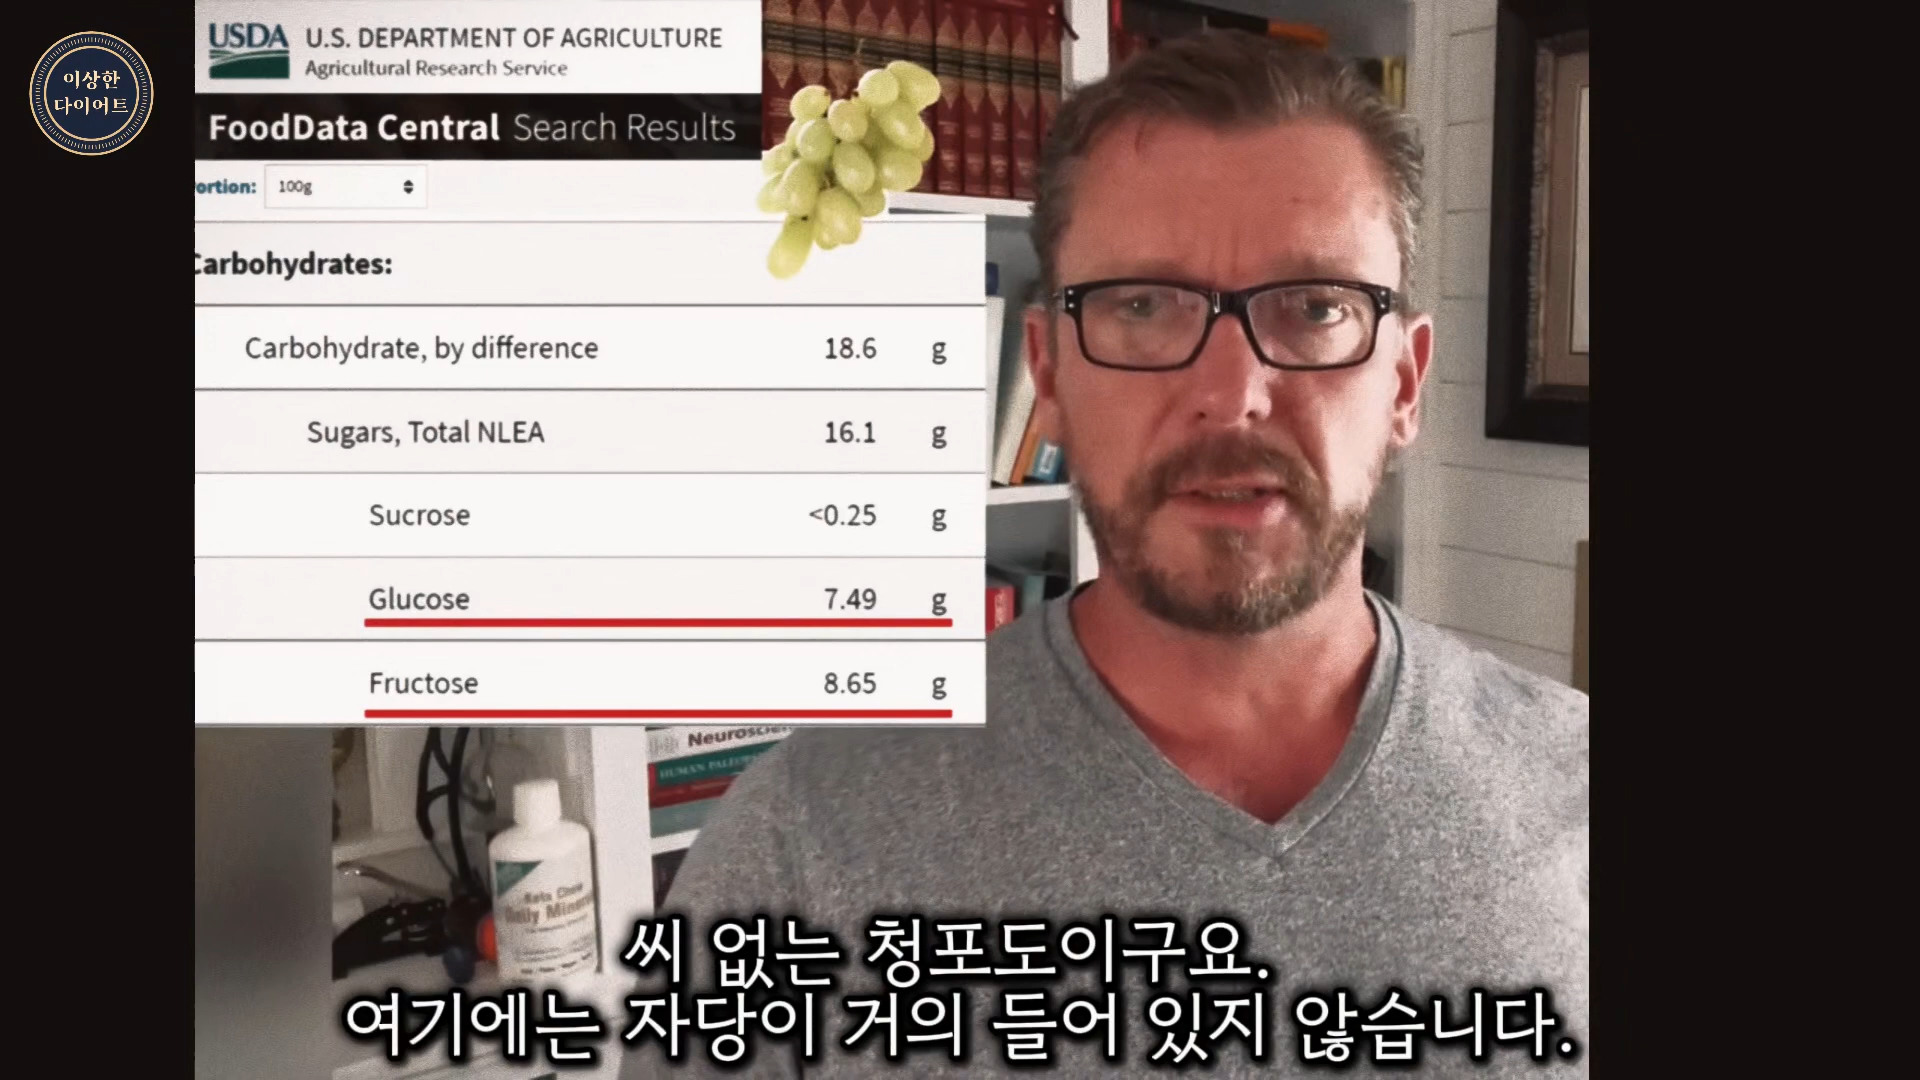 이상한
다이어트
USDA
U.S. DEPARTMENT OF AGRICULTURE
Agricultural Research Service
FoodData Central Search Results
ortion: 100g
Carbohydrates:
Carbohydrate, by difference 18.6 g
Sugars, Total NLEA 16.1 g
Sucrose <0.25 g
Glucose 7.49 g
Fructose 8.65 g
HUMAN
씨 없는 청포도이구요.
여기에는 자당이 거의 들어 있지 않습니다.